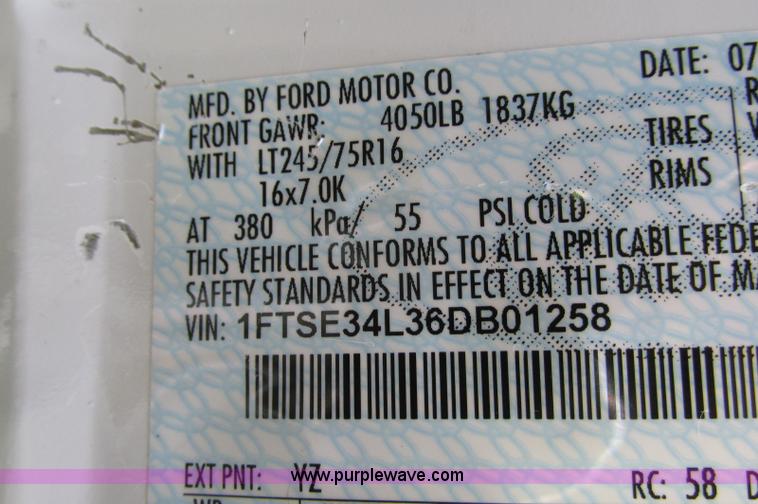 MFD. BY FORD MOTOR CO. DATE: 07
FRONT GAWR: 4050LB 1837KG
WITH LT245/75R16 TIRES
16x7.0K RIMS
AT 380 kPa/ 55 PSI COLD
THIS VEHICLE CONFORMS TO ALL APPLICABLE FEDE
SAFETY STANDARDS IN EFFECT ON THE DATE OF MA
VIN: 1FTSE34L36DB01258
EXT PNT: YZ RC: 58 D
www.purplewave.com